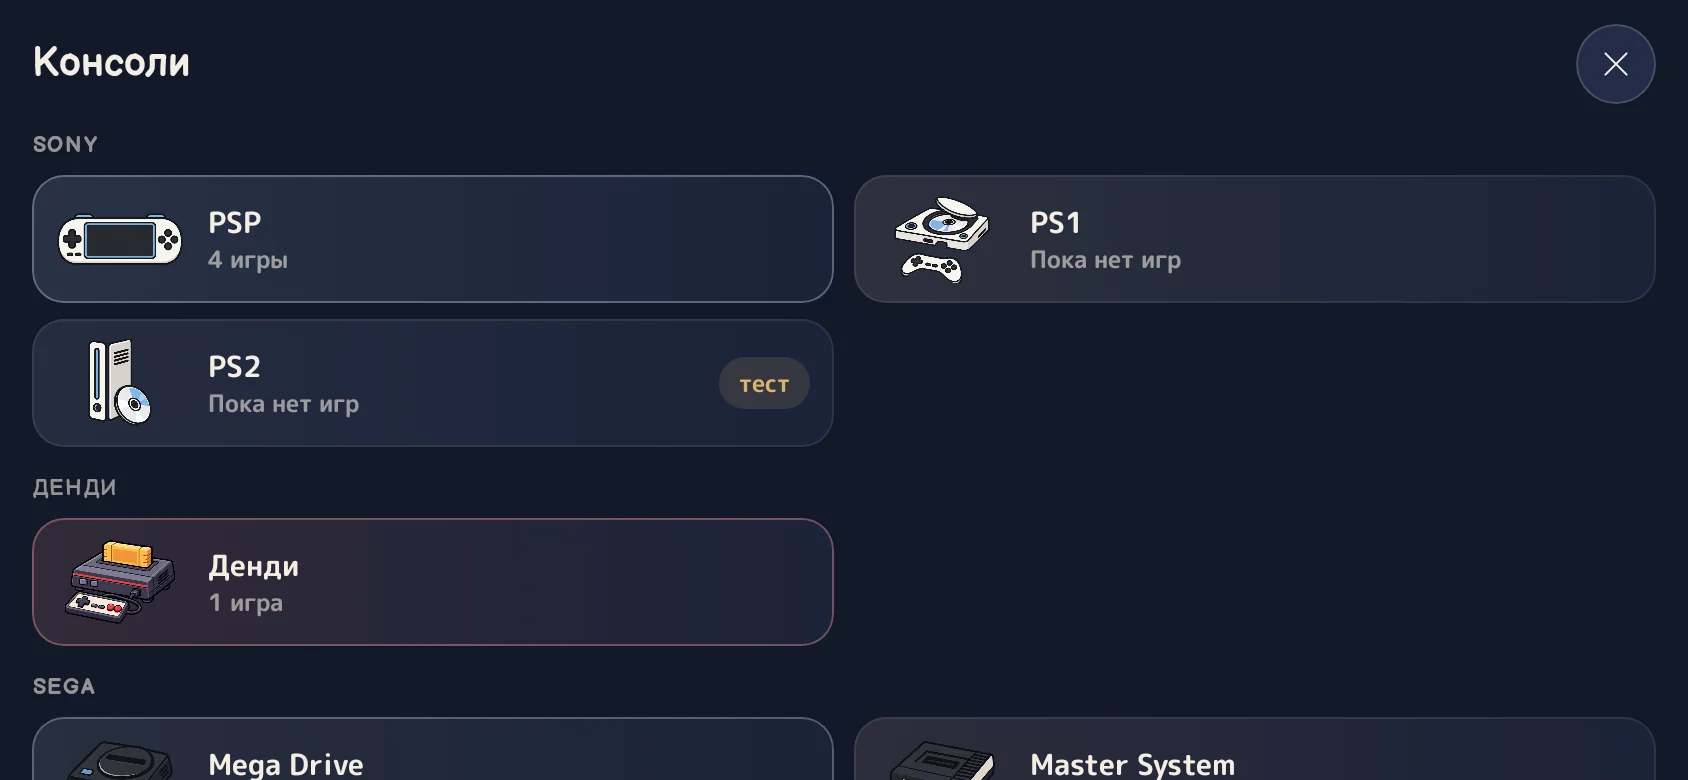 Консоли
SONY
PSP
4 игры
PS1
Пока нет игр
PS2
Пока нет игр
тест
ДЕНДИ
Денди
1 игра
SEGA
Mega Drive
Master System